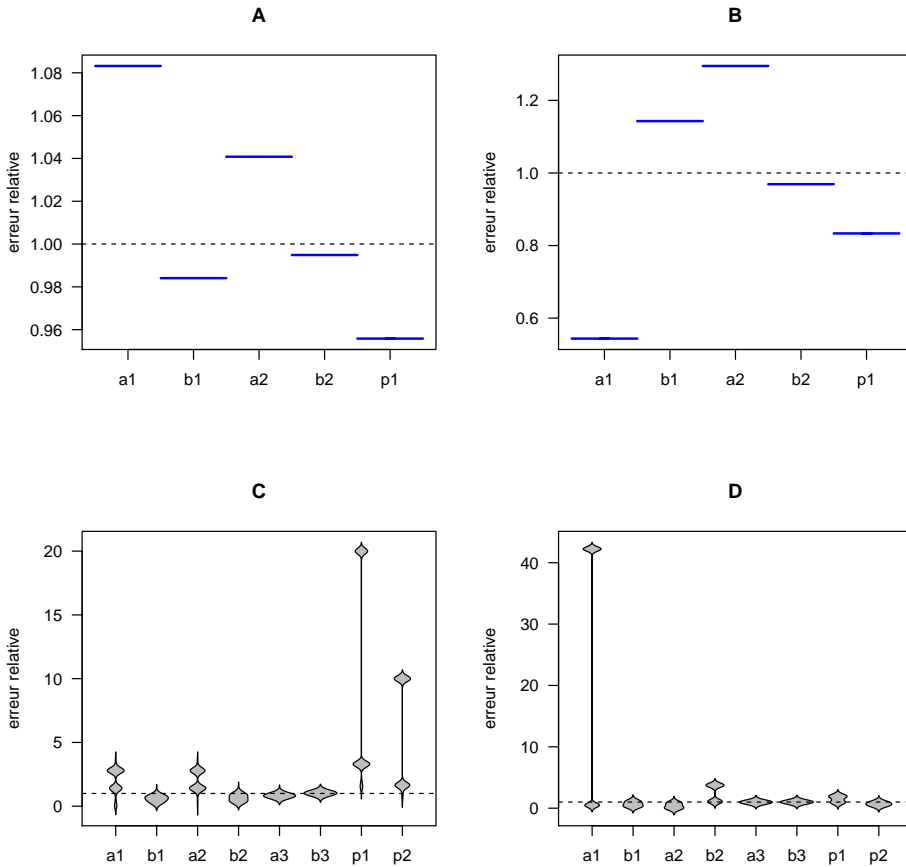 A
erreur relative
1.08
1.06
1.04
1.02
1.00
0.98
0.96
a1 b1 a2 b2 p1
B
erreur relative
1.2
1.0
0.8
0.6
a1 b1 a2 b2 p1
C
erreur relative
20
15
10
5
0
a1 b1 a2 b2 a3 b3 p1 p2
D
erreur relative
40
30
20
10
0
a1 b1 a2 b2 a3 b3 p1 p2